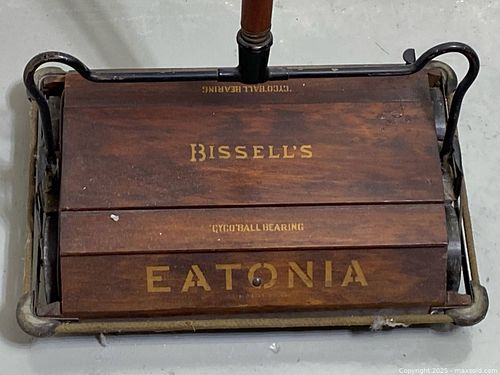 "CYCO" BALL BEARING
BISSELL'S
"CYCO" BALL BEARING
EATONIA
Copyright 2025 - maxsold.com